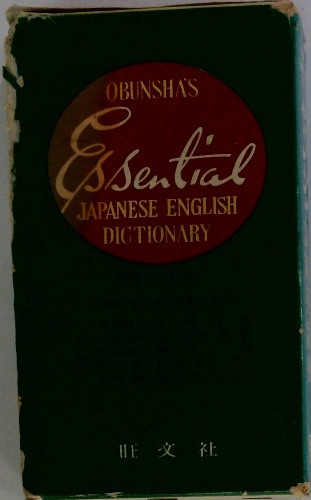 OBUNSHA'S
Essential
JAPANESE ENGLISH
DICTIONARY
旺文社